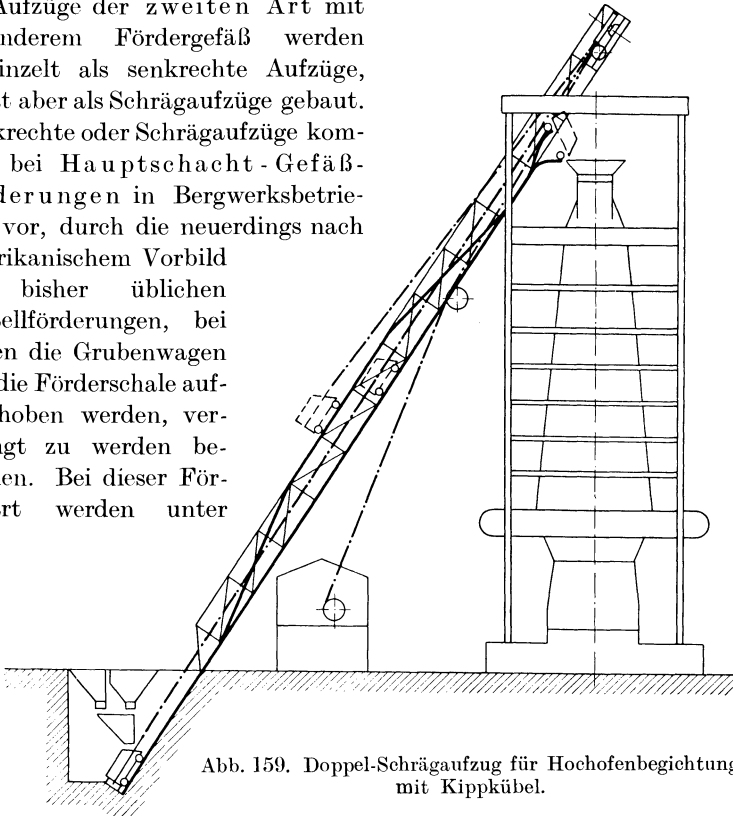 Aufzüge der zweiten Art mit
anderem Fördergefäß werden
einzelt als senkrechte Aufzüge,
st aber als Schrägaufzüge gebaut.
krechte oder Schrägaufzüge kom-
bei Hauptschacht-Gefäß-
derungen in Bergwerksbetrie-
vor, durch die neuerdings nach
rikanischem Vorbild
bisher üblichen
ellförderungen, bei
en die Grubenwagen
die Förderschale auf-
hoben werden, ver-
ngt zu werden be-
nen. Bei dieser För-
rt werden unter
Abb. 159. Doppel-Schrägaufzug für Hochofenbegichtung
mit Kippkübel.